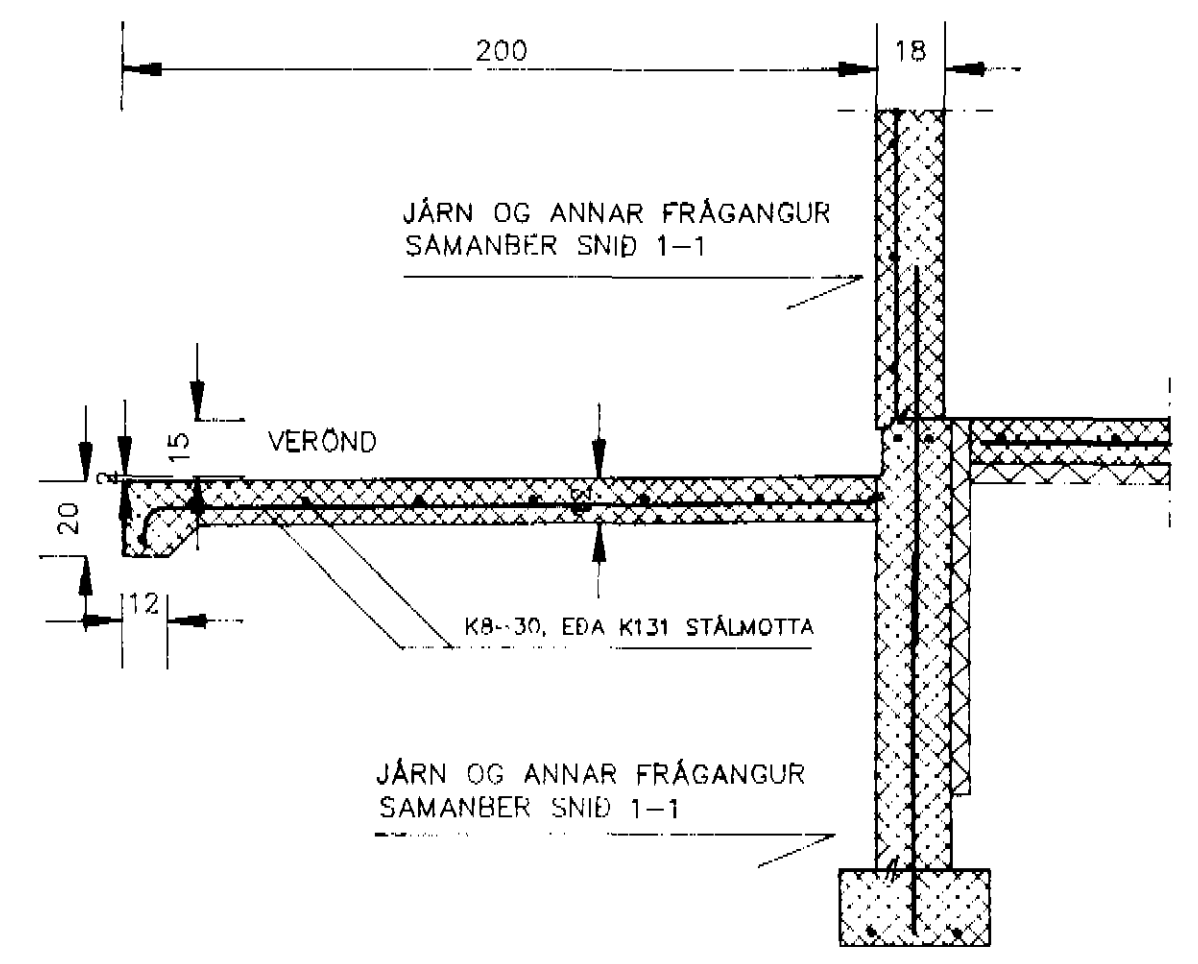 200
18
JÁRN OG ANNAR FRÁGANGUR
SAMANBER SNIÐ 1-1
15
VERÖND
2
20
12
K8--30, EÐA K131 STÁLMOTTA
JÁRN OG ANNAR FRÁGANGUR
SAMANBER SNIÐ 1-1